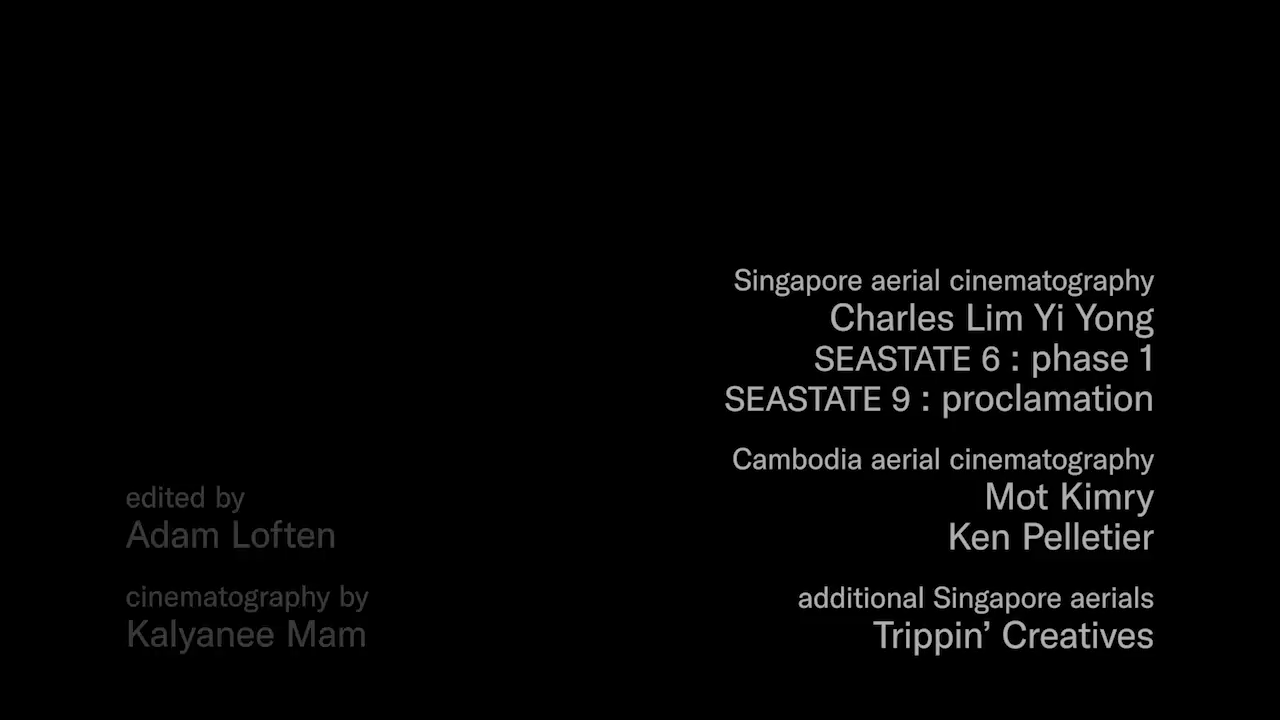 edited by
Adam Loften
cinematography by
Kalyanee Mam
Singapore aerial cinematography
Charles Lim Yi Yong
SEASTATE 6 : phase 1
SEASTATE 9 : proclamation
Cambodia aerial cinematography
Mot Kimry
Ken Pelletier
additional Singapore aerials
Trippin’ Creatives